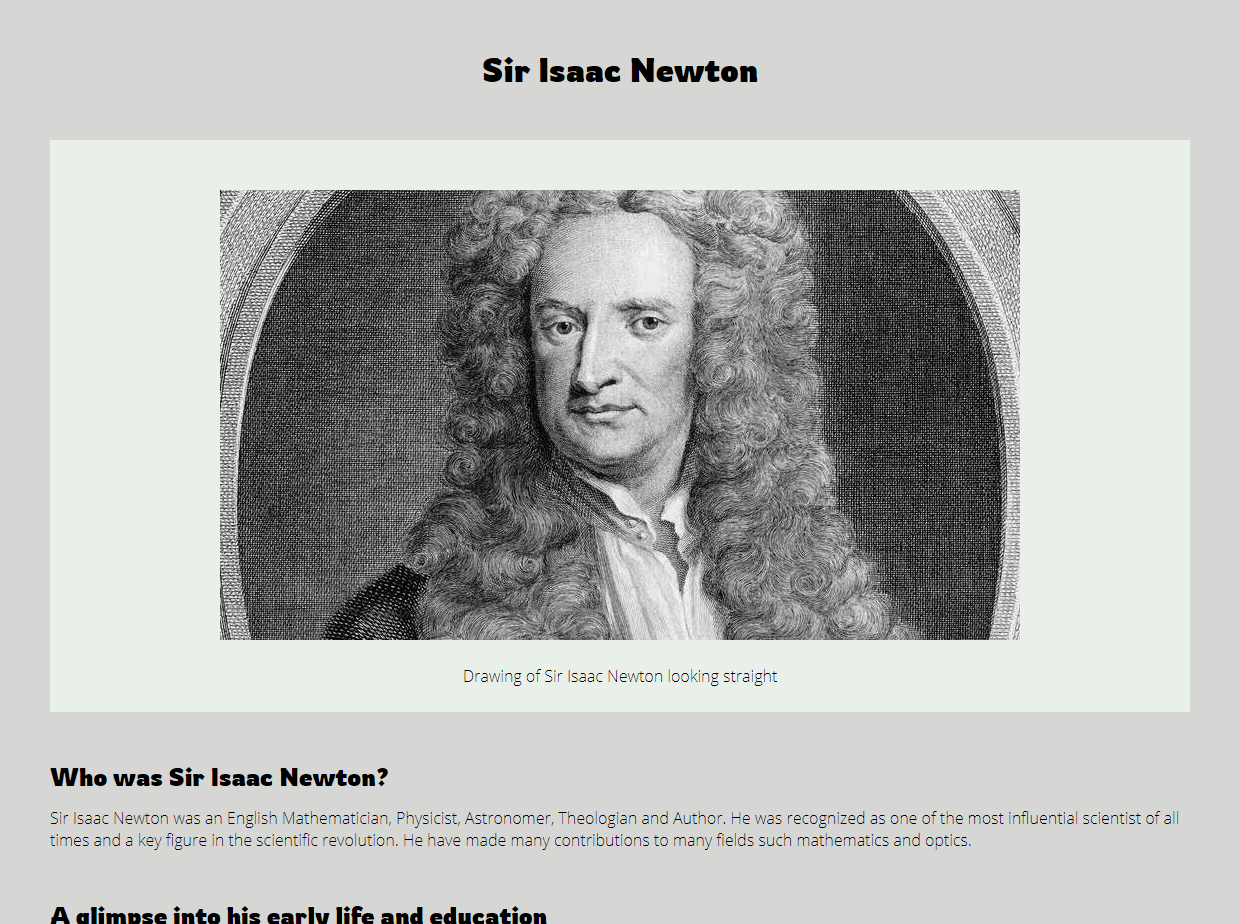 Sir Isaac Newton
Drawing of Sir Isaac Newton looking straight
Who was Sir Isaac Newton?
Sir Isaac Newton was an English Mathematician, Physicist, Astronomer, Theologian and Author. He was recognized as one of the most influential scientist of all
times and a key figure in the scientific revolution. He have made many contributions to many fields such mathematics and optics.
A glimpse into his early life and education